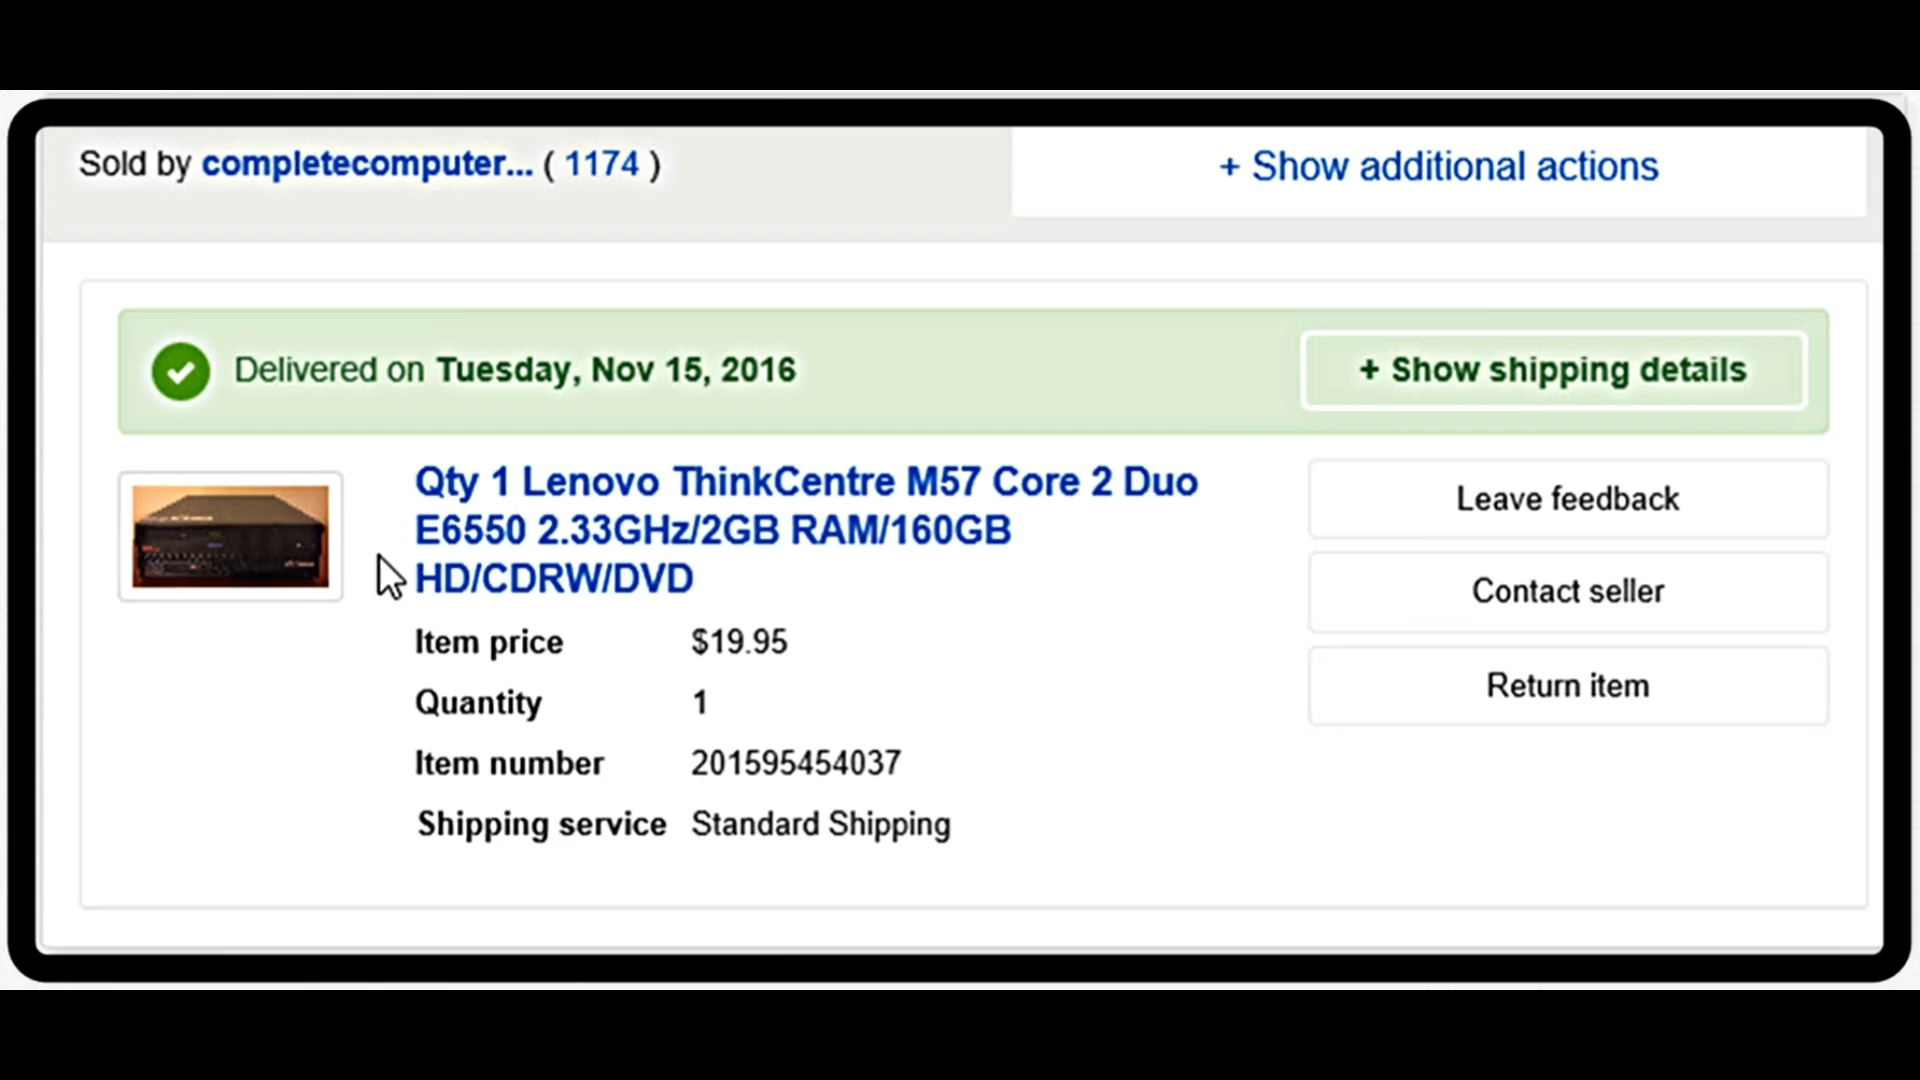 Sold by completecomputer... ( 1174 )
+ Show additional actions
Delivered on Tuesday, Nov 15, 2016
+ Show shipping details
Qty 1 Lenovo ThinkCentre M57 Core 2 Duo
E6550 2.33GHz/2GB RAM/160GB
HD/CDRW/DVD
Item price $19.95
Quantity 1
Item number 201595454037
Shipping service Standard Shipping
Leave feedback
Contact seller
Return item